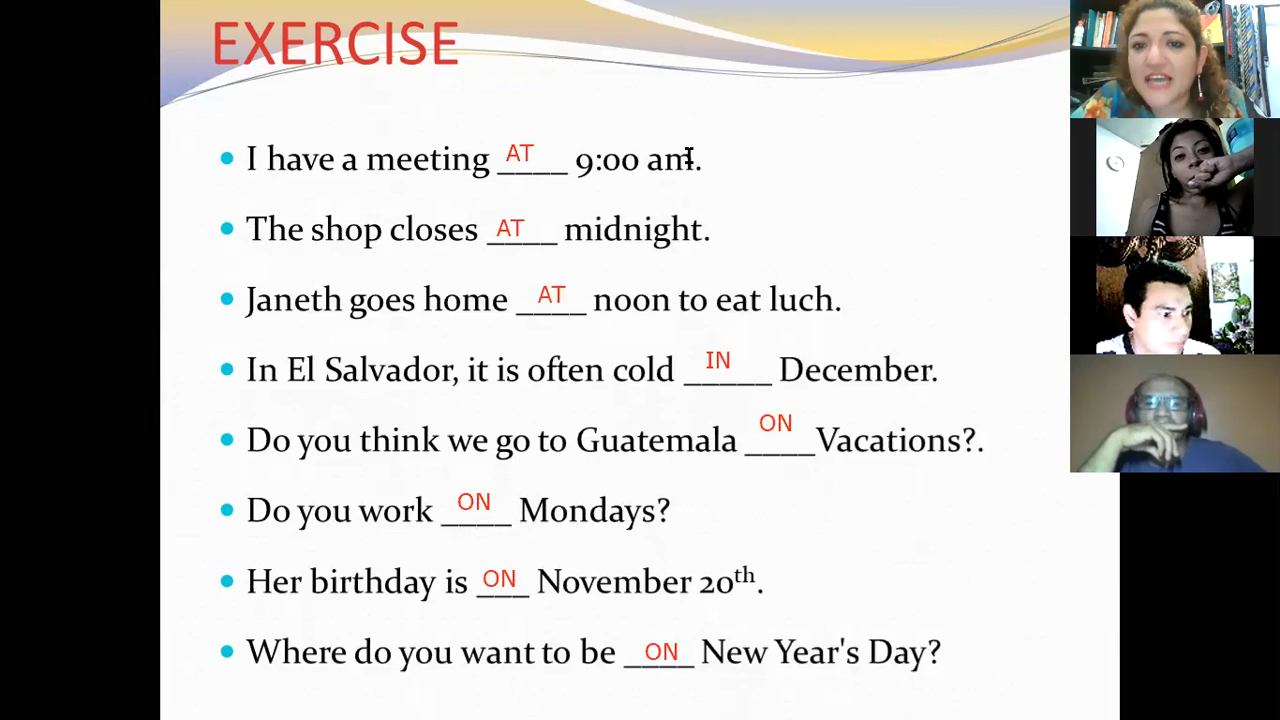 EXERCISE
• I have a meeting AT 9:00 am.
• The shop closes AT midnight.
• Janeth goes home AT noon to eat luch.
• In El Salvador, it is often cold IN December.
• Do you think we go to Guatemala ON Vacations?.
• Do you work ON Mondays?
• Her birthday is ON November 20th.
• Where do you want to be ON New Year's Day?